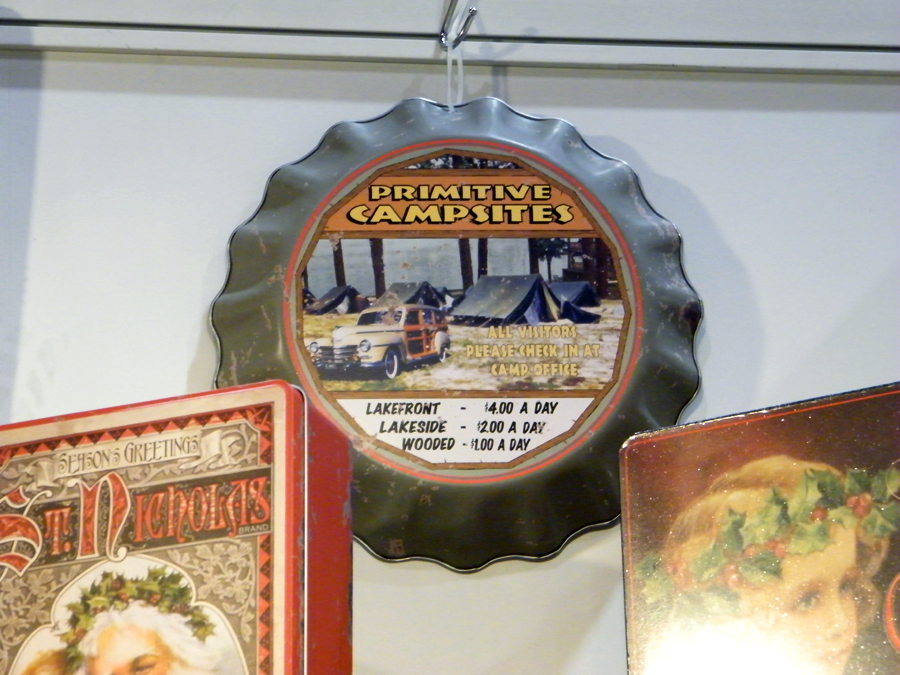 PRIMITIVE
CAMPSITES
ALL VISITORS
PLEASE CHECK IN AT
CAMP OFFICE
LAKEFRONT - $4.00 A DAY
LAKESIDE - $2.00 A DAY
WOODED - $1.00 A DAY
SEASON'S GREETINGS
ST. NICHOLAS
BRAND